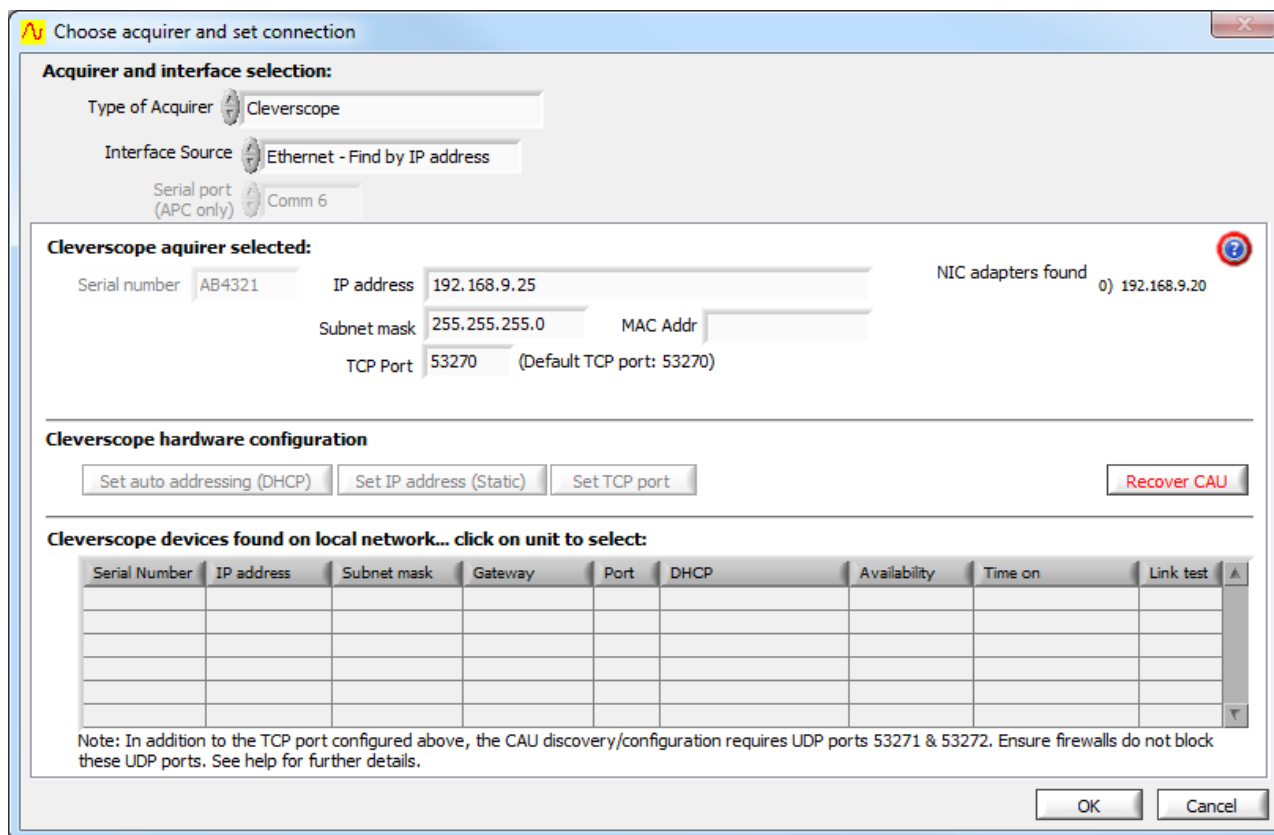 Choose acquirer and set connection
Acquirer and interface selection:
Type of Acquirer Cleverscope
Interface Source Ethernet - Find by IP address
Serial port
(APC only) Comm 6
Cleverscope aquirer selected:
Serial number AB4321 IP address 192.168.9.25 NIC adapters found 0) 192.168.9.20
Subnet mask 255.255.255.0 MAC Addr
TCP Port 53270 (Default TCP port: 53270)
Cleverscope hardware configuration
Set auto addressing (DHCP) Set IP address (Static) Set TCP port Recover CAU
Cleverscope devices found on local network... click on unit to select:
Serial Number IP address Subnet mask Gateway Port DHCP Availability Time on Link test
Note: In addition to the TCP port configured above, the CAU discovery/configuration requires UDP ports 53271 & 53272. Ensure firewalls do not block
these UDP ports. See help for further details.
OK Cancel